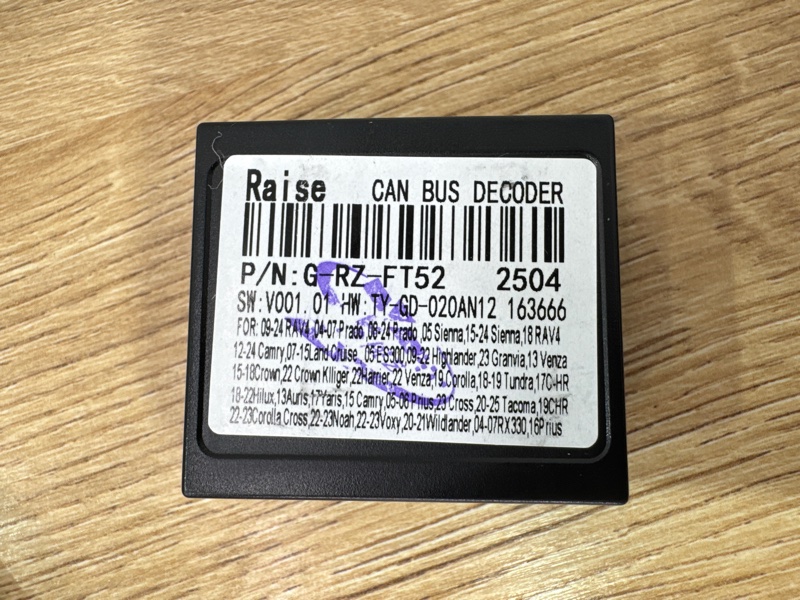 Raise CAN BUS DECODER
P/N:G-RZ-FT52 2504
SW:V001.01 HW:TY-GD-020AN12 163666
FOR: 09-24 RAV4, 04-07 Prado, 06-24 Prado ,05 Sienna,15-24 Sienna,18 RAV4
12-24 Camry,07-15Land Cruise, 05 ES300,09-22 Highlander,23 Granvia,13 Venza
15-18Crown,22 Crown Klliger,22Harrier,22 Venza,19 Corolla,18-19 Tundra,17C-HR
18-22Hilux,13Auris,17Yaris,15 Camry,05-08 Prius,23 Cross,20-25 Tacoma,19CHR
22-23Corolla Cross,22-23Noah,22-23Voxy,20-21Wildlander,04-07RX330,16Prius